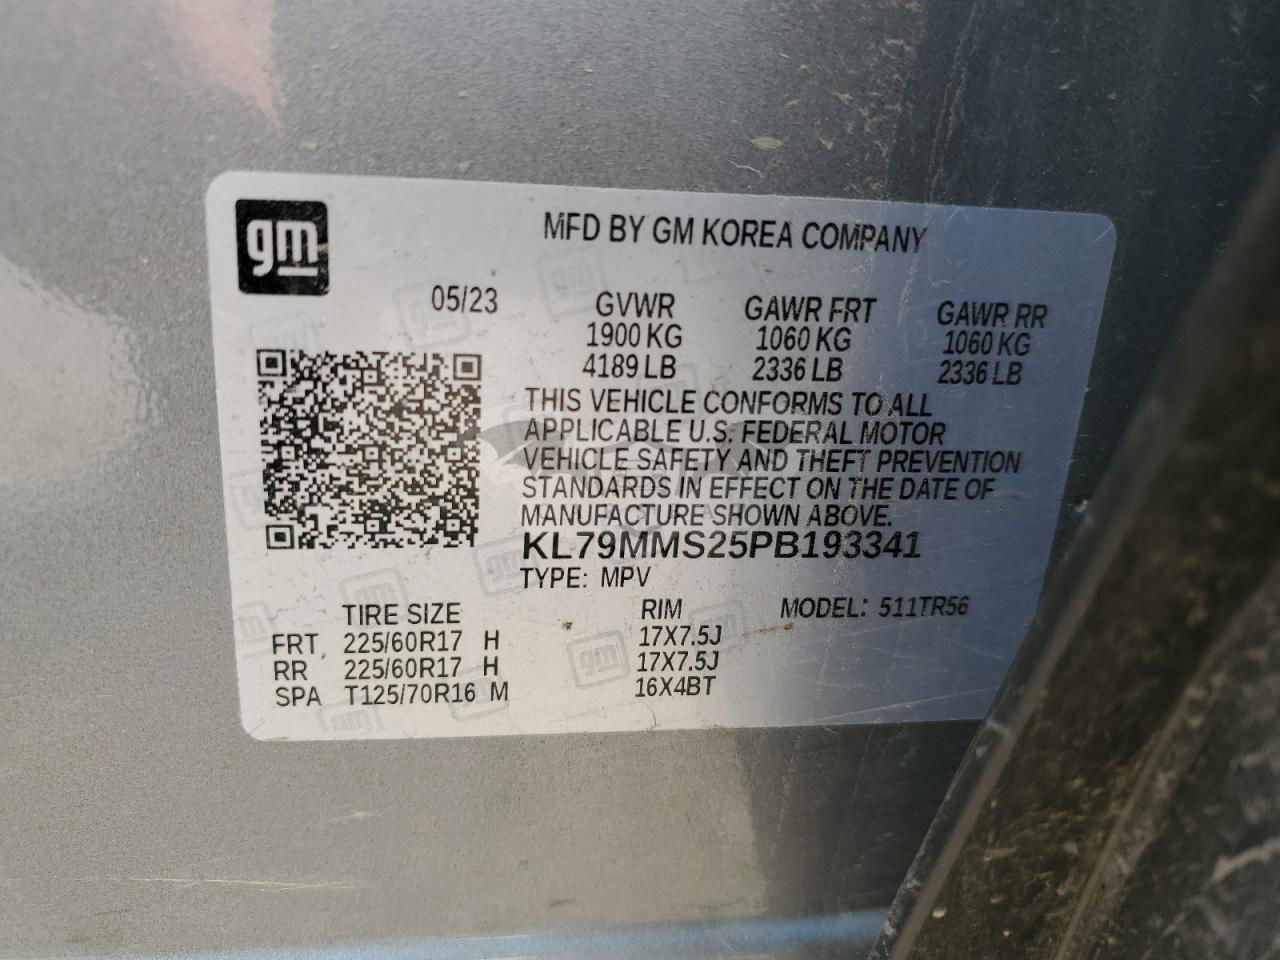 gm
MFD BY GM KOREA COMPANY
05/23 GVWR GAWR FRT GAWR RR
1900 KG 1060 KG 1060 KG
4189 LB 2336 LB 2336 LB
THIS VEHICLE CONFORMS TO ALL
APPLICABLE U.S. FEDERAL MOTOR
VEHICLE SAFETY AND THEFT PREVENTION
STANDARDS IN EFFECT ON THE DATE OF
MANUFACTURE SHOWN ABOVE.
KL79MMS25PB193341
TYPE: MPV
TIRE SIZE RIM MODEL: 511TR56
FRT 225/60R17 H 17X7.5J
RR 225/60R17 H 17X7.5J
SPA T125/70R16 M 16X4BT